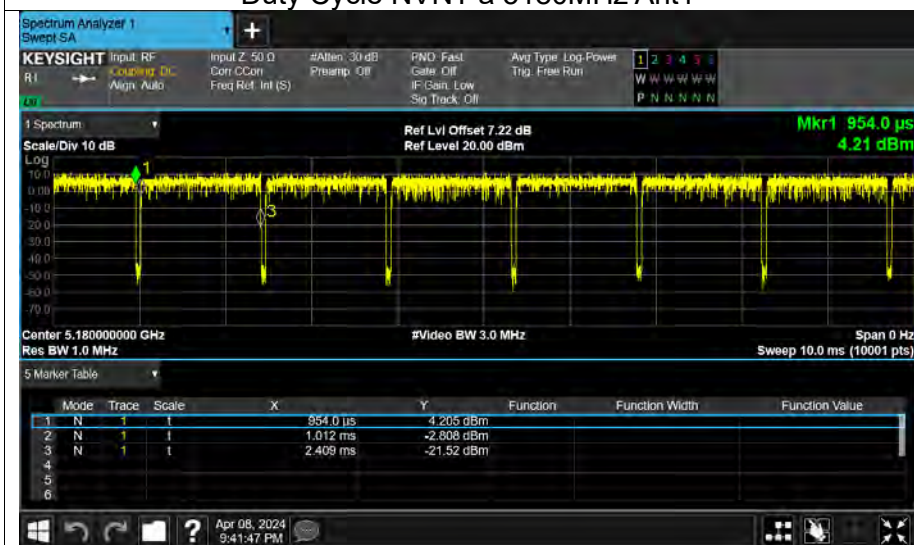 Duty Cycle NVNT a 5180MHz Ant1
Spectrum Analyzer 1
Swept SA
+
KEYSIGHT Input: RF Input Z: 50 Ω #Atten: 30 dB PNO: Fast Avg Type: Log-Power 1 2 3 4 5 6
Coupling: DC Corr CCorr Preamp: Off Gate: Off Trig: Free Run W W W W W W
Align: Auto Freq Ref: Int (S) IF Gain: Low P N N N N N
Sig Track: Off
1 Spectrum Ref Lvl Offset 7.22 dB Mkr1 954.0 µs
Scale/Div 10 dB Ref Level 20.00 dBm 4.21 dBm
Log
10.0
1
0.00
-10.0
3
-20.0
-30.0
-40.0
-50.0
-60.0
-70.0
Center 5.180000000 GHz #Video BW 3.0 MHz Span 0 Hz
Res BW 1.0 MHz Sweep 10.0 ms (10001 pts)
5 Marker Table
Mode Trace Scale X Y Function Function Width Function Value
1 N 1 t 954.0 µs 4.205 dBm
2 N 1 t 1.012 ms -2.808 dBm
3 N 1 t 2.409 ms -21.52 dBm
4
5
6
? Apr 08, 2024
9:41:47 PM